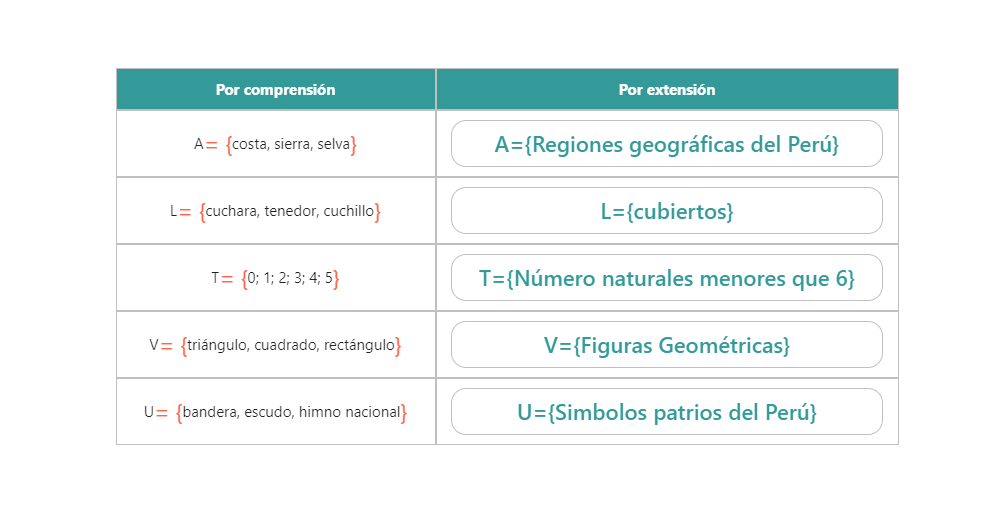 Por comprensión
Por extensión
A= {costa, sierra, selva}
A={Regiones geográficas del Perú}
L= {cuchara, tenedor, cuchillo}
L={cubiertos}
T= {0; 1; 2; 3; 4; 5}
T={Número naturales menores que 6}
V= {triángulo, cuadrado, rectángulo}
V={Figuras Geométricas}
U= {bandera, escudo, himno nacional}
U={Simbolos patrios del Perú}